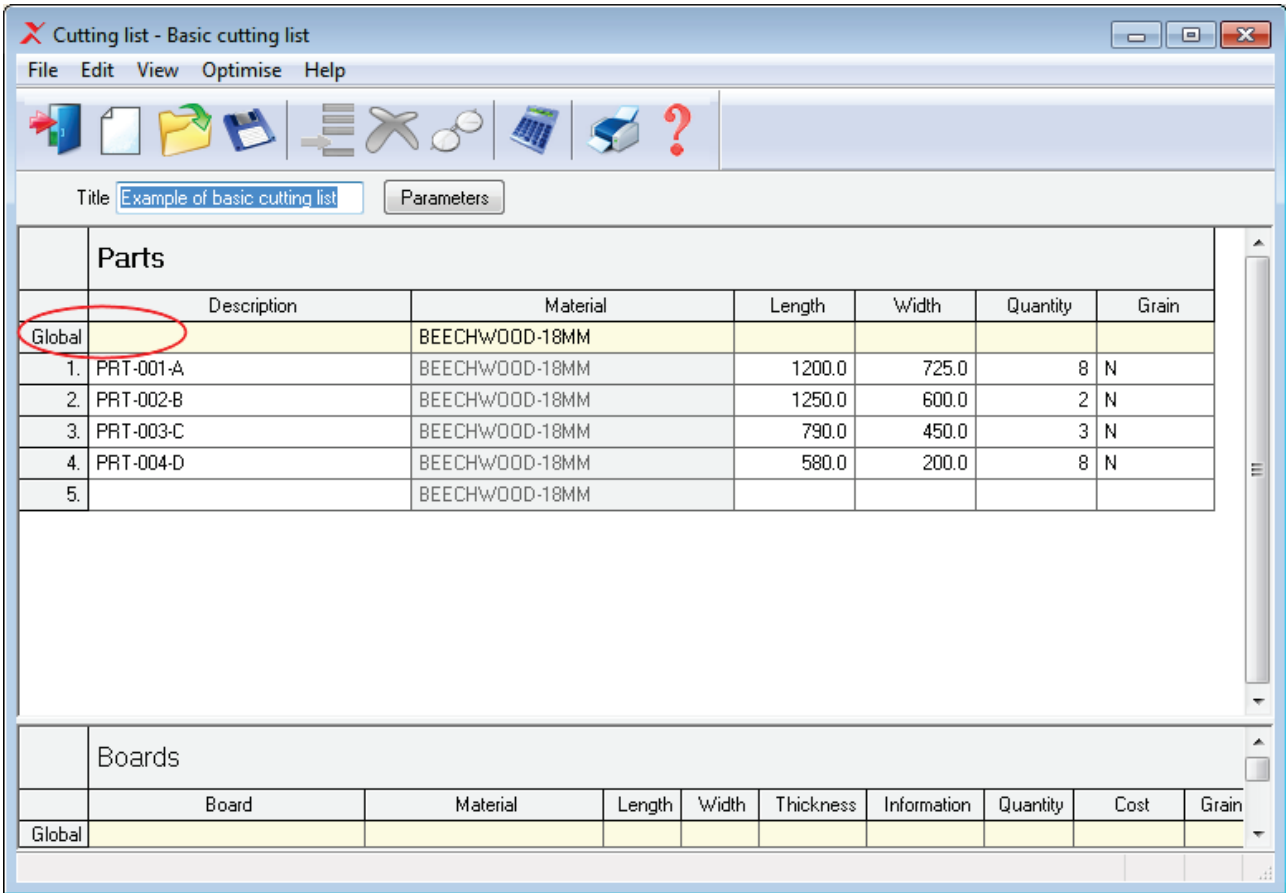 Cutting list - Basic cutting list
File Edit View Optimise Help
?
Title Example of basic cutting list Parameters
Parts
Description Material Length Width Quantity Grain
Global BEECHWOOD-18MM
1. PRT-001-A BEECHWOOD-18MM 1200.0 725.0 8 N
2. PRT-002-B BEECHWOOD-18MM 1250.0 600.0 2 N
3. PRT-003-C BEECHWOOD-18MM 790.0 450.0 3 N
4. PRT-004-D BEECHWOOD-18MM 580.0 200.0 8 N
5. BEECHWOOD-18MM
Boards
Board Material Length Width Thickness Information Quantity Cost Grain
Global